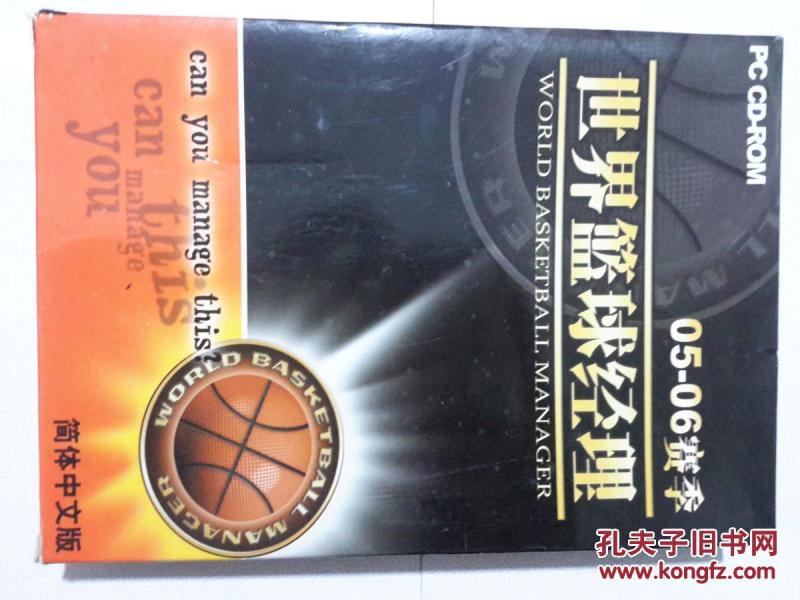 PC CD-ROM
05-06赛季
世界篮球经理
WORLD BASKETBALL MANAGER
can you manage this?
can
manage
this
you
WORLD BASKETBALL MANAGER
简体中文版
孔夫子旧书网
www.kongfz.com